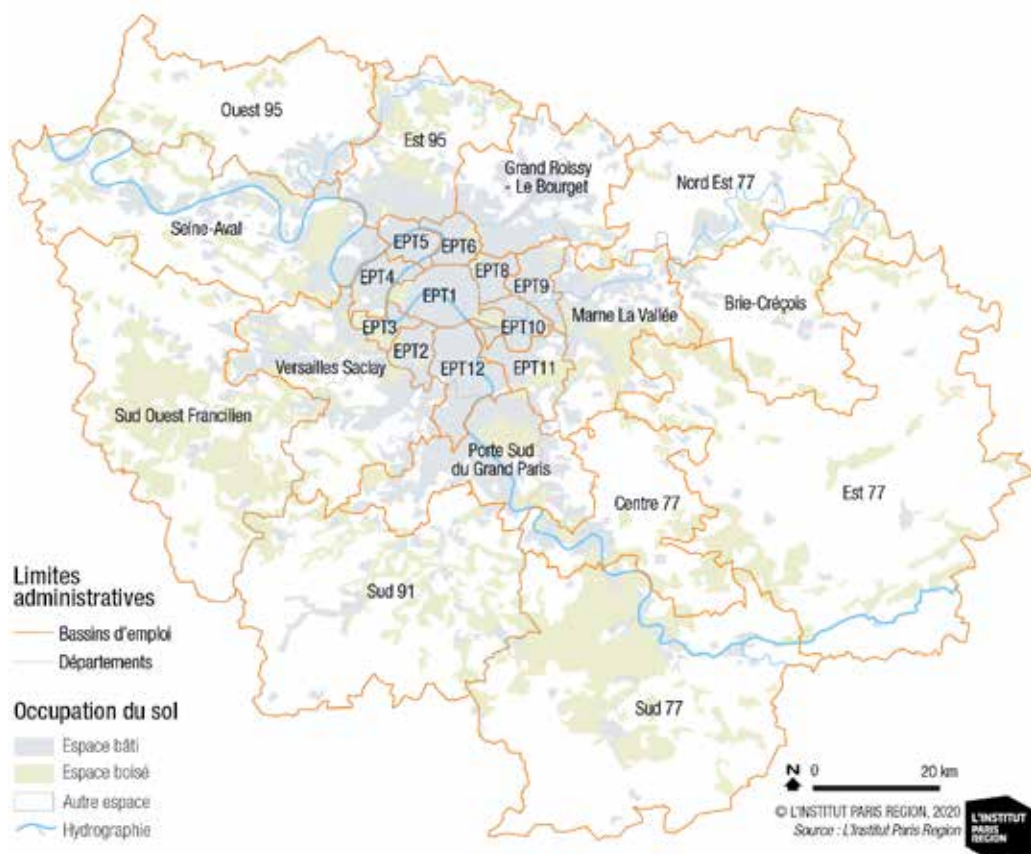 Ouest 95
Est 95
Grand Roissy
- Le Bourget
Nord Est 77
Seine-Aval
EPT5
EPT6
EPT4
EPT8
EPT9
EPT1
Marne La Vallée
Brie-Créçois
EPT3
EPT10
EPT2
Versailles Saclay
EPT12
EPT11
Sud Ouest Francilien
Porte Sud
du Grand Paris
Centre 77
Est 77
Sud 91
Sud 77
Limites
administratives
Bassins d'emploi
Départements
Occupation du sol
Espace bâti
Espace boisé
Autre espace
Hydrographie
N 0 20 km
© L'INSTITUT PARIS REGION, 2020
Source : L'Institut Paris Region
L'INSTITUT
PARIS
REGION